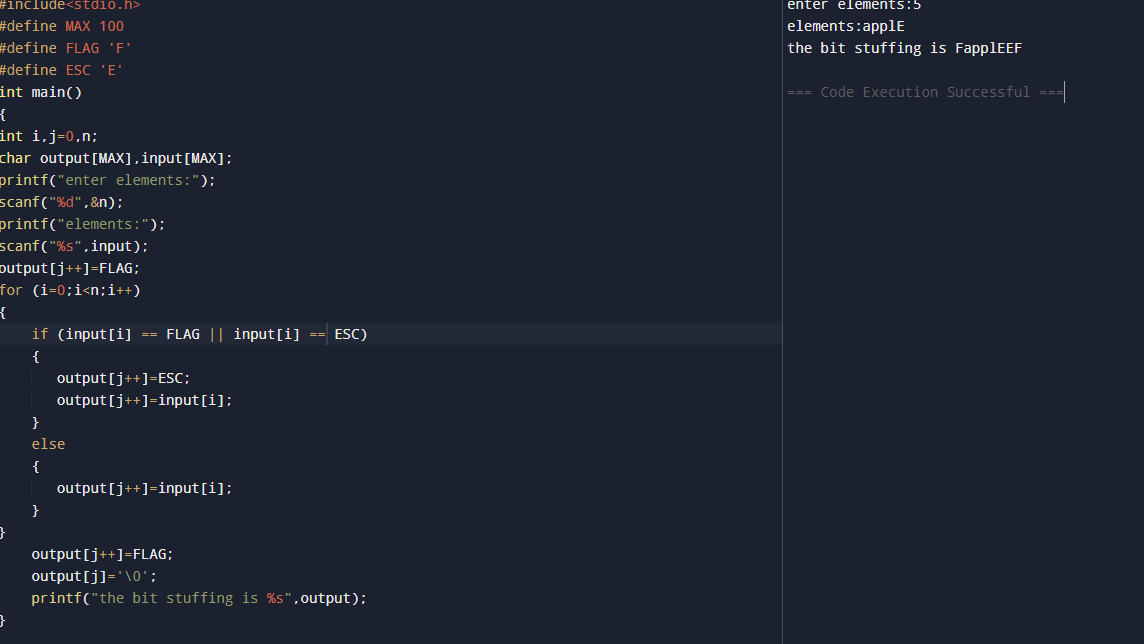 #include<stdio.h>
#define MAX 100
#define FLAG 'F'
#define ESC 'E'
int main()
{
int i,j=0,n;
char output[MAX],input[MAX];
printf("enter elements:");
scanf("%d",&n);
printf("elements:");
scanf("%s",input);
output[j++]=FLAG;
for (i=0;i<n;i++)
{
    if (input[i] == FLAG || input[i] == ESC)
    {
       output[j++]=ESC;
       output[j++]=input[i];
    }
    else
    {
       output[j++]=input[i];
    }
}
    output[j++]=FLAG;
    output[j]='\0';
    printf("the bit stuffing is %s",output);
}
enter elements:5
elements:applE
the bit stuffing is FapplEEF
=== Code Execution Successful ===